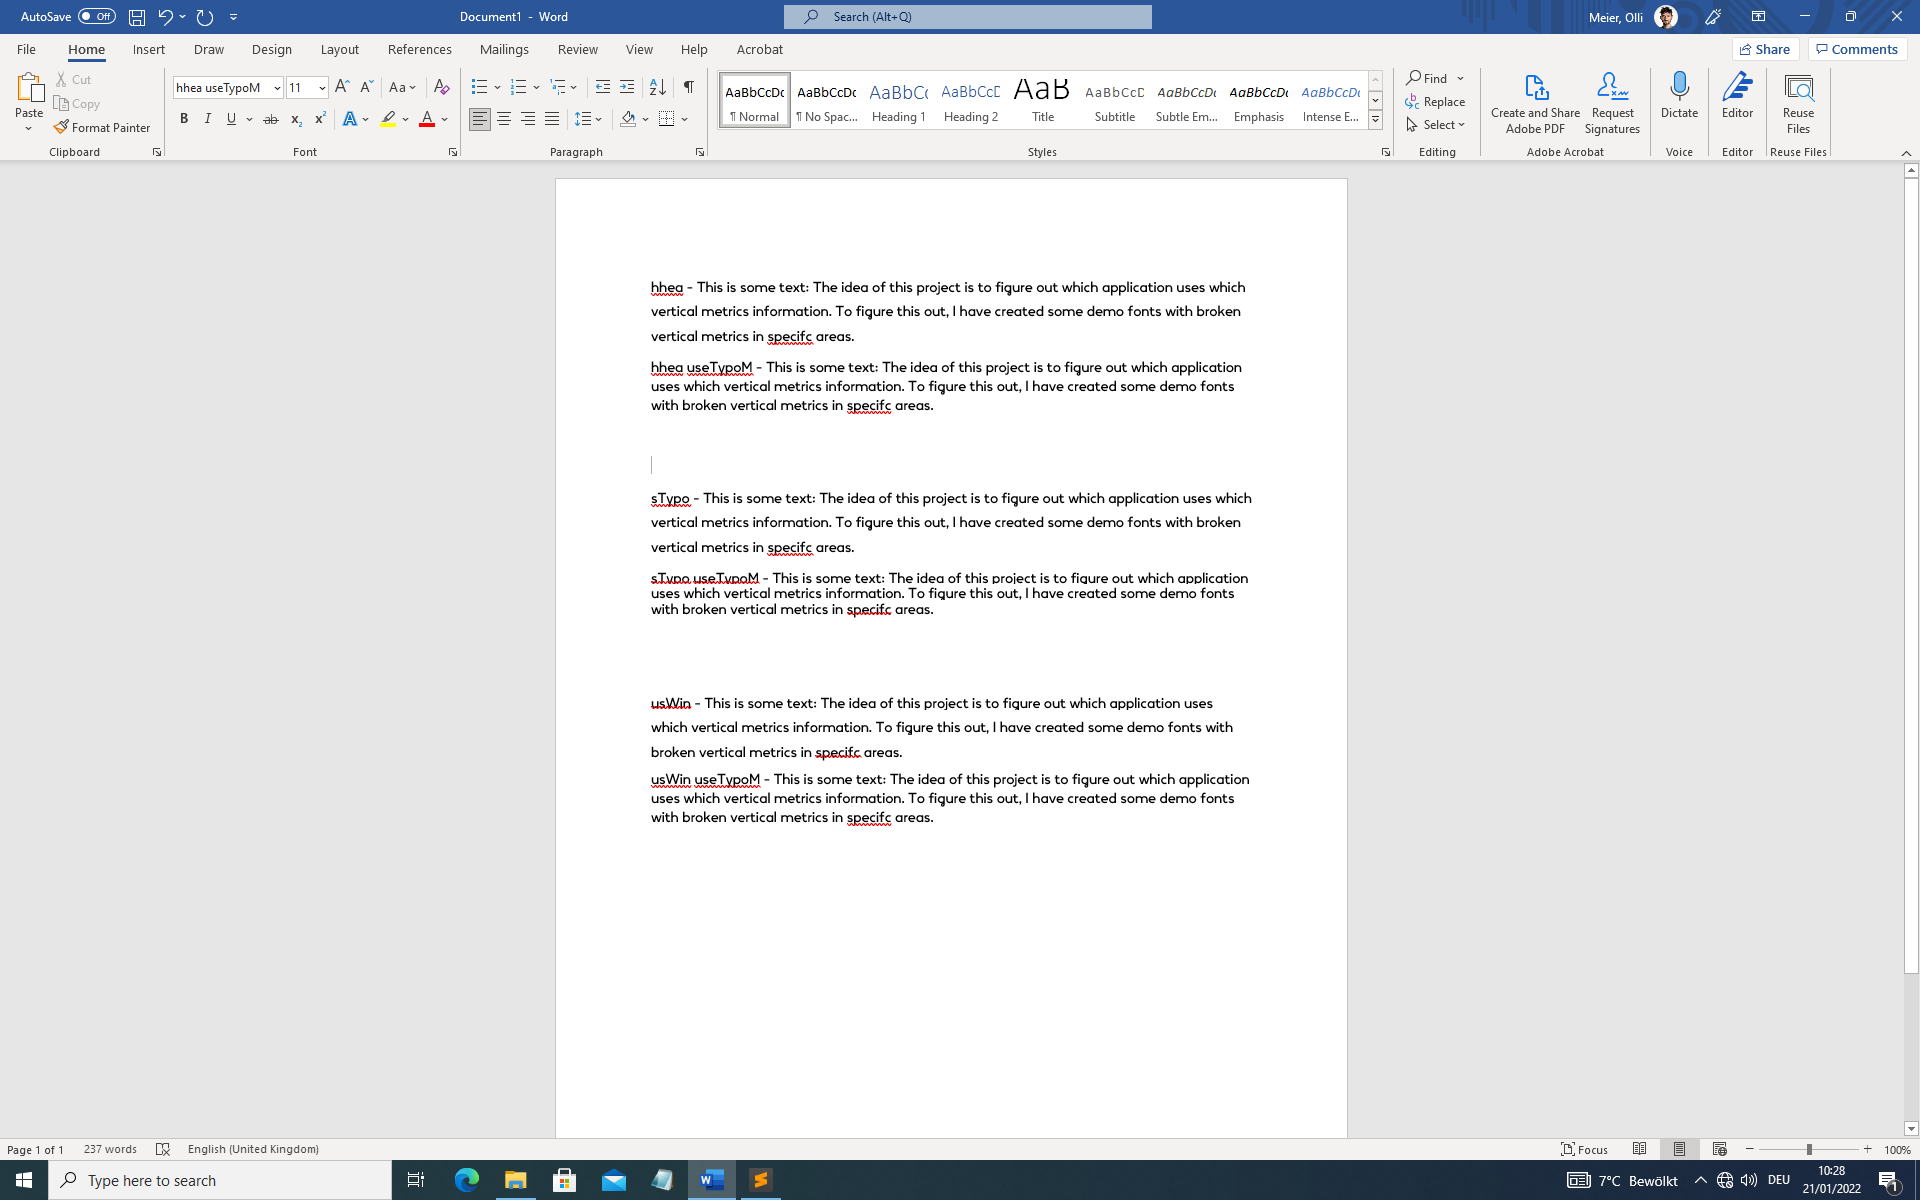 AutoSave Off
Document1 - Word
Search (Alt+Q)
Meier, Olli
File Home Insert Draw Design Layout References Mailings Review View Help Acrobat
Share Comments
Paste
Cut
Copy
Format Painter
Clipboard
hhea useTypoM 11
Font
Paragraph
AaBbCcDc AaBbCcDc AaBbCc AaBbCcD AaB AaBbCcD AaBbCcDc AaBbCcDc AaBbCcDc
¶ Normal ¶ No Spac... Heading 1 Heading 2 Title Subtitle Subtle Em... Emphasis Intense E...
Styles
Find
Replace
Select
Editing
Create and Share
Adobe PDF
Request
Signatures
Adobe Acrobat
Dictate
Voice
Editor
Editor
Reuse
Files
Reuse Files
hhea - This is some text: The idea of this project is to figure out which application uses which
vertical metrics information. To figure this out, I have created some demo fonts with broken
vertical metrics in specifc areas.
hhea useTypoM - This is some text: The idea of this project is to figure out which application
uses which vertical metrics information. To figure this out, I have created some demo fonts
with broken vertical metrics in specifc areas.
sTypo - This is some text: The idea of this project is to figure out which application uses which
vertical metrics information. To figure this out, I have created some demo fonts with broken
vertical metrics in specifc areas.
sTypo useTypoM - This is some text: The idea of this project is to figure out which application
uses which vertical metrics information. To figure this out, I have created some demo fonts
with broken vertical metrics in specifc areas.
usWin - This is some text: The idea of this project is to figure out which application uses
which vertical metrics information. To figure this out, I have created some demo fonts with
broken vertical metrics in specifc areas.
usWin useTypoM - This is some text: The idea of this project is to figure out which application
uses which vertical metrics information. To figure this out, I have created some demo fonts
with broken vertical metrics in specifc areas.
Page 1 of 1 237 words English (United Kingdom)
Focus
100%
Type here to search
7°C Bewölkt
DEU
10:28
21/01/2022
1